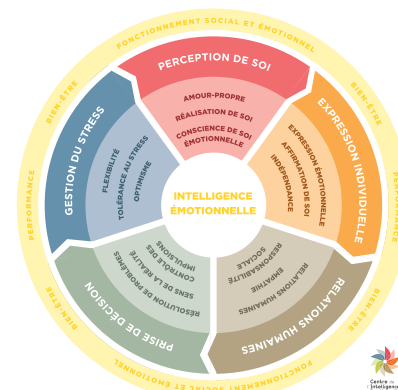 FONCTIONNEMENT SOCIAL ET ÉMOTIONNEL
BIEN-ÊTRE
PERFORMANCE
BIEN-ÊTRE
FONCTIONNEMENT SOCIAL ET ÉMOTIONNEL
BIEN-ÊTRE
PERFORMANCE
BIEN-ÊTRE
PERCEPTION DE SOI
AMOUR-PROPRE
RÉALISATION DE SOI
CONSCIENCE DE SOI
ÉMOTIONNELLE
EXPRESSION INDIVIDUELLE
EXPRESSION ÉMOTIONNELLE
AFFIRMATION DE SOI
INDÉPENDANCE
RELATIONS HUMAINES
RELATIONS HUMAINES
EMPATHIE
RESPONSABILITÉ
SOCIALE
PRISE DE DÉCISION
RÉSOLUTION DE PROBLÈMES
SENS DE LA RÉALITÉ
CONTRÔLE DES
IMPULSIONS
GESTION DU STRESS
FLEXIBILITÉ
TOLÉRANCE AU STRESS
OPTIMISME
INTELLIGENCE
ÉMOTIONNELLE
Centre
l'Intelligence